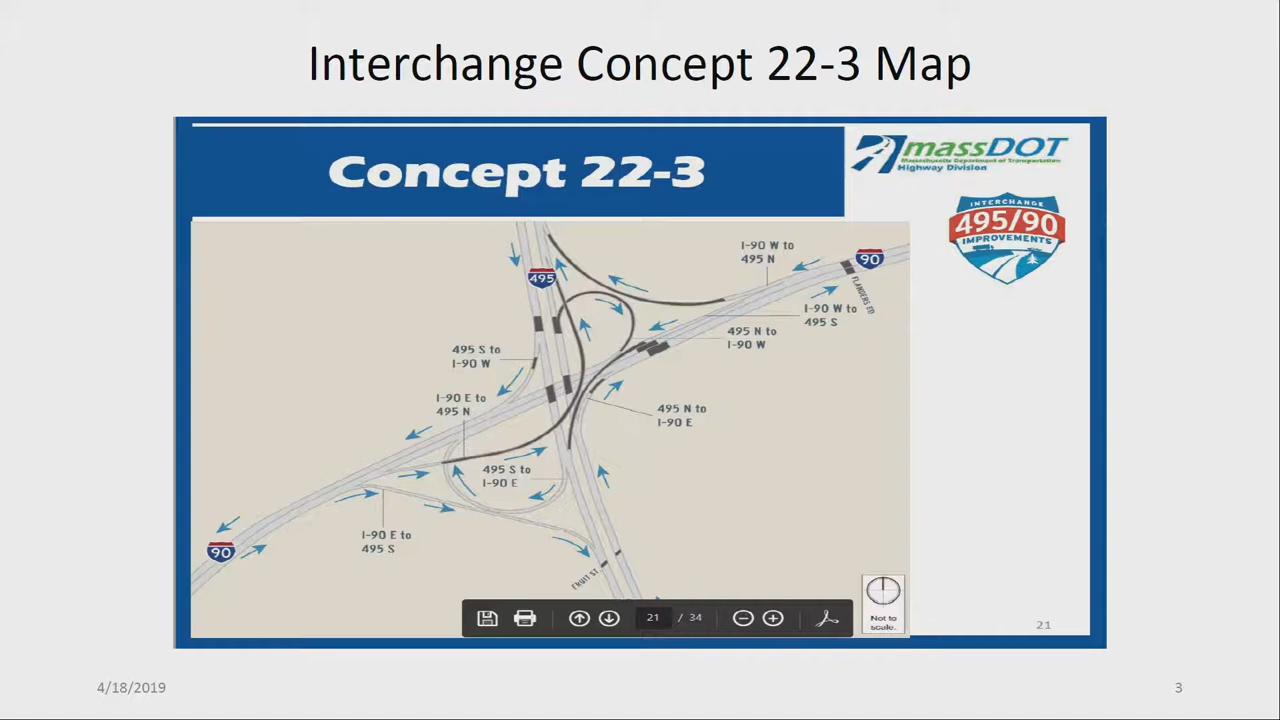 Interchange Concept 22-3 Map
Concept 22-3
massDOT
Massachusetts Department of Transportation
Highway Division
INTERCHANGE
495/90
IMPROVEMENTS
I-90 W to
495 N
90
FLANDERS RD
495
I-90 W to
495 S
495 N to
I-90 W
495 S to
I-90 W
I-90 E to
495 N
495 N to
I-90 E
495 S to
I-90 E
I-90 E to
495 S
90
FRUIT ST
Not to
scale.
21 / 34
21
4/18/2019
3